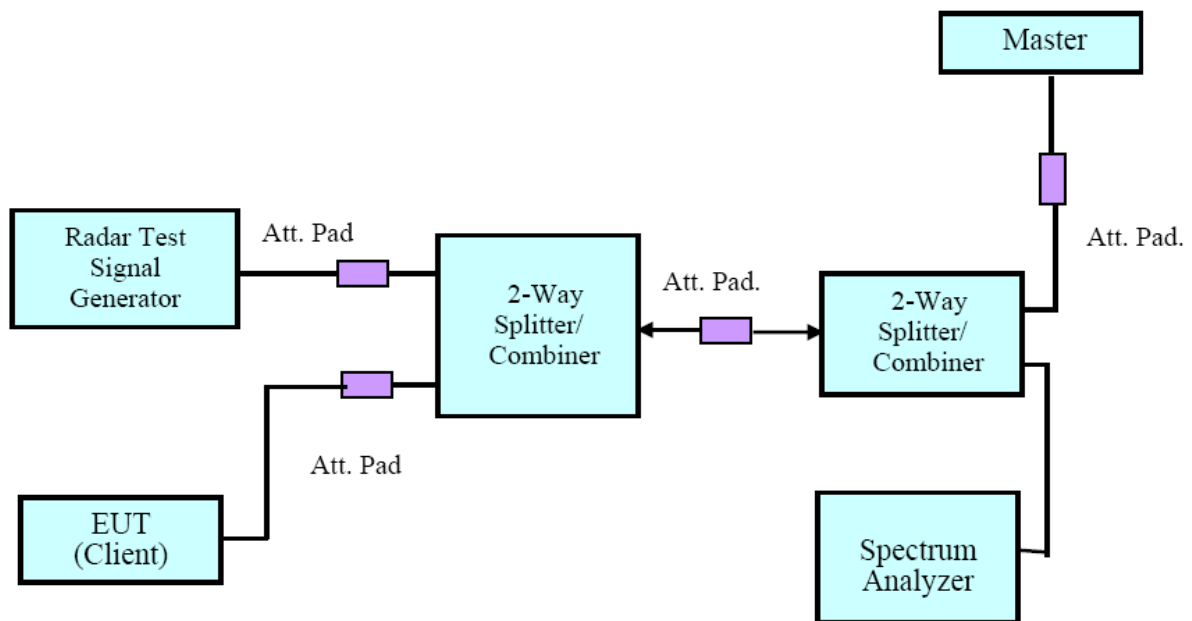 Master
Att. Pad.
Radar Test
Signal
Generator
Att. Pad
2-Way
Splitter/
Combiner
Att. Pad.
2-Way
Splitter/
Combiner
Att. Pad
EUT
(Client)
Spectrum
Analyzer